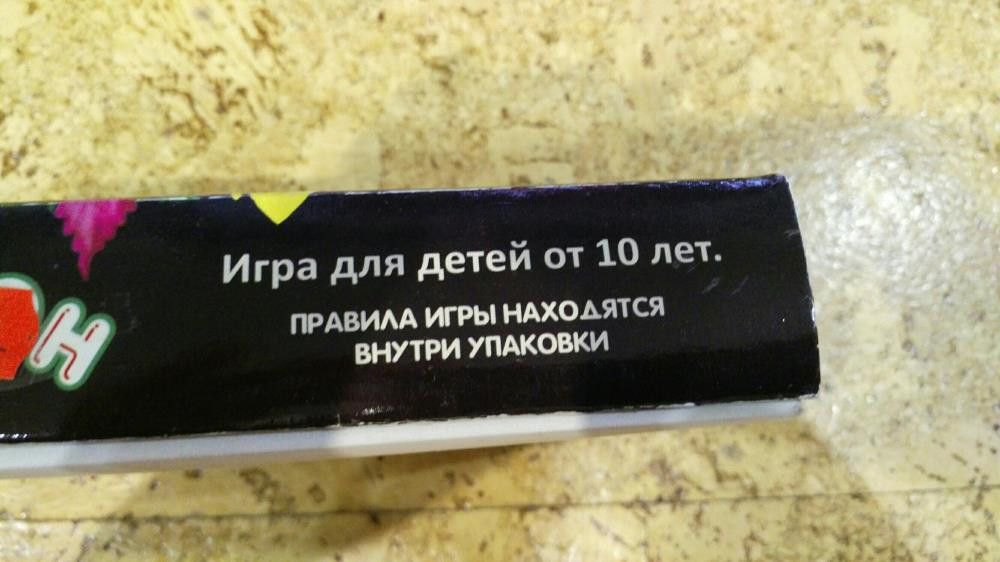 Игра для детей от 10 лет.
ПРАВИЛА ИГРЫ НАХОДЯТСЯ
ВНУТРИ УПАКОВКИ